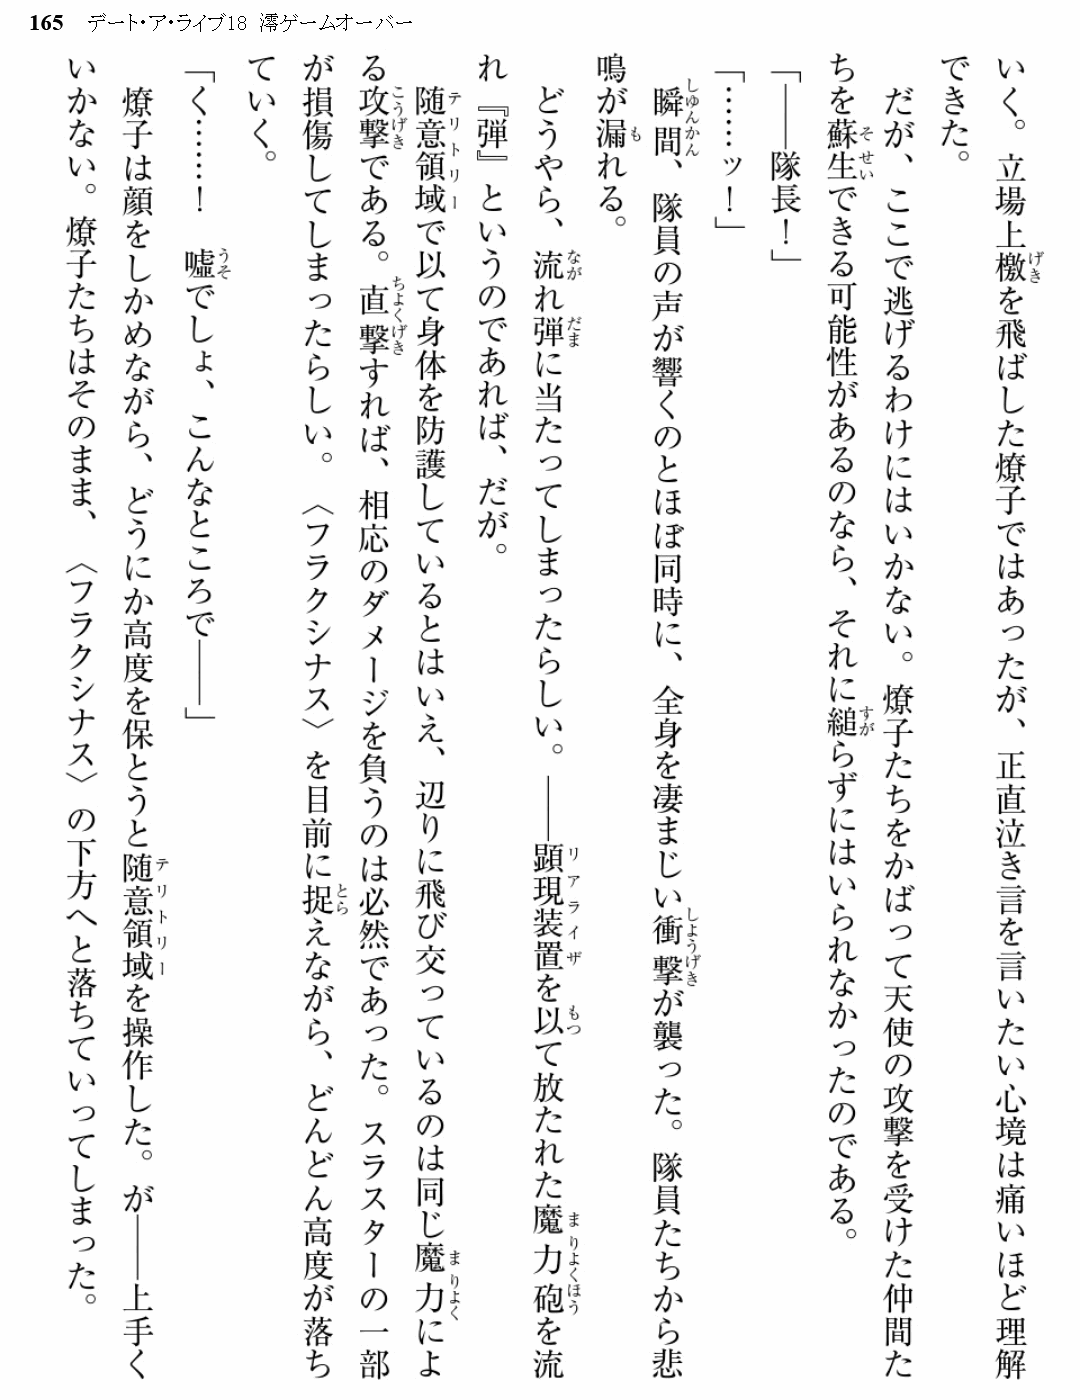 165 デート・ア・ライブ18 澪ゲームオーバー
いく。立場上檄を飛ばした燎子ではあったが、正直泣き言を言いたい心境は痛いほど理解
できた。
だが、ここで逃げるわけにはいかない。燎子たちをかばって天使の攻撃を受けた仲間た
ちを蘇生できる可能性があるのなら、それに縋らずにはいられなかったのである。
「――隊長！」
「……ッ！」
瞬間、隊員の声が響くのとほぼ同時に、全身を凄まじい衝撃が襲った。隊員たちから悲
鳴が漏れる。
どうやら、流れ弾に当たってしまったらしい。――顕現装置を以て放たれた魔力砲を流
れ『弾』というのであれば、だが。
随意領域で以て身体を防護しているとはいえ、辺りに飛び交っているのは同じ魔力によ
る攻撃である。直撃すれば、相応のダメージを負うのは必然であった。スラスターの一部
が損傷してしまったらしい。〈フラクシナス〉を目前に捉えながら、どんどん高度が落ち
ていく。
「く……！　嘘でしょ、こんなところで――」
燎子は顔をしかめながら、どうにか高度を保とうと随意領域を操作した。が――上手く
いかない。燎子たちはそのまま、〈フラクシナス〉の下方へと落ちていってしまった。